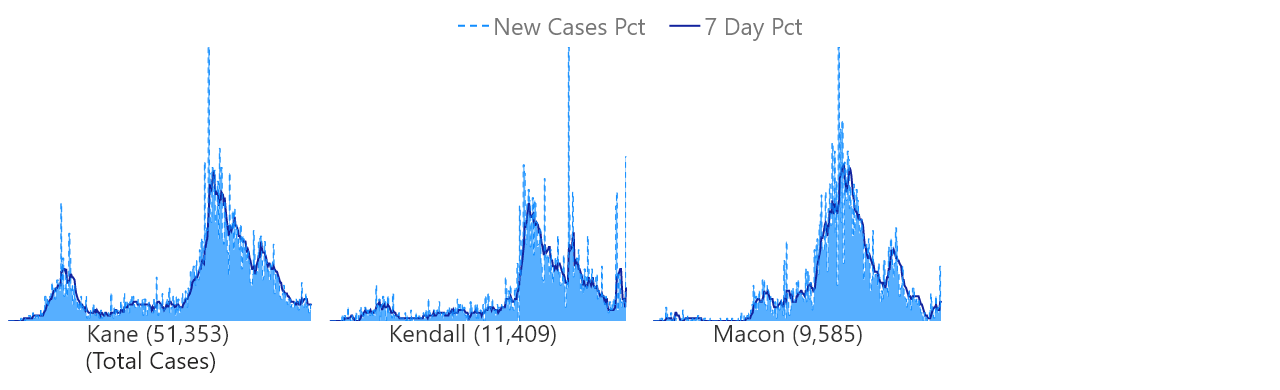 New Cases Pct 7 Day Pct
Kane (51,353) Kendall (11,409) Macon (9,585)
(Total Cases)